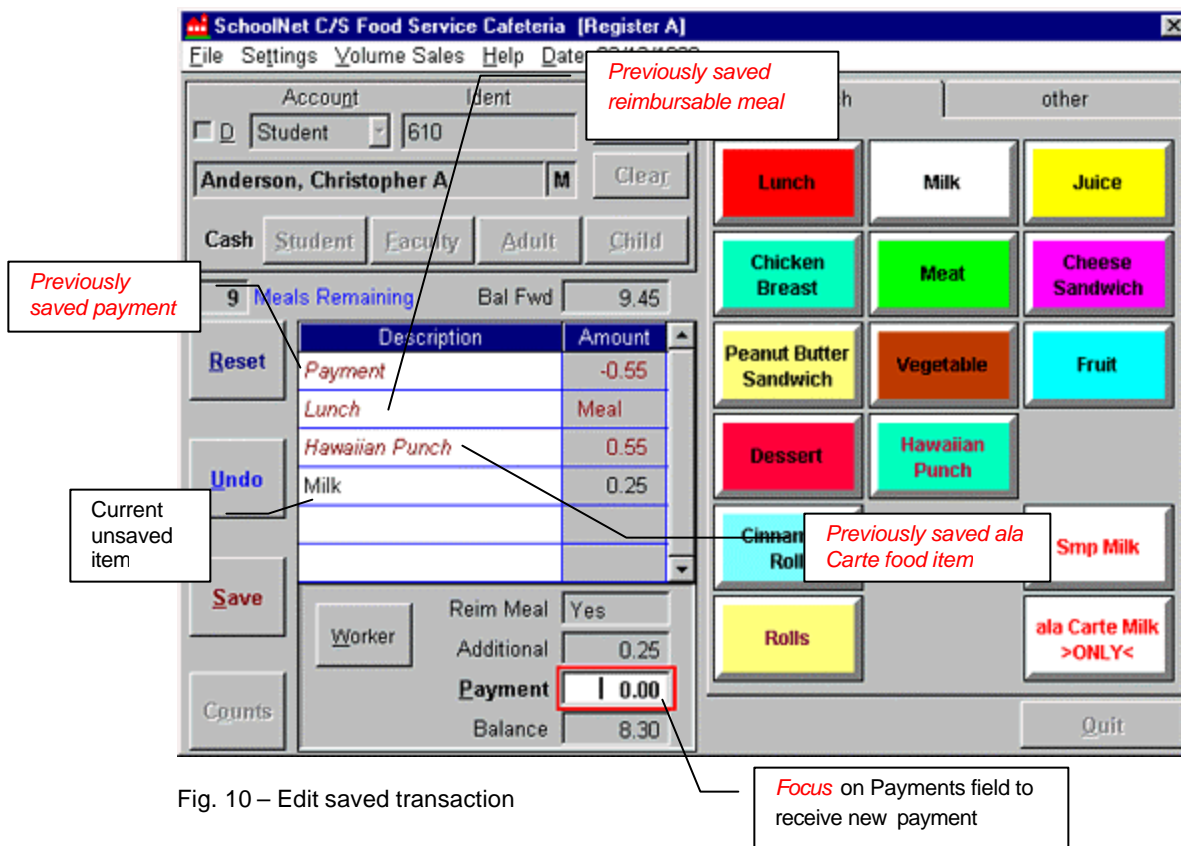 SchoolNet C/S Food Service Cafeteria [Register A]
File Settings Volume Sales Help Date
Previously saved
reimbursable meal
Account Ident
other
D Student 610
Anderson, Christopher A M Clear
Cash Student Faculty Adult Child
Previously
saved payment
9 Meals Remaining Bal Fwd 9.45
Description Amount
Reset
Payment -0.55
Lunch Meal
Hawaiian Punch 0.55
Undo
Milk 0.25
Current
unsaved
item
Save
Reim Meal Yes
Worker
Additional 0.25
Payment 0.00
Counts
Balance 8.30
Lunch Milk Juice
Chicken
Breast
Meat
Cheese
Sandwich
Peanut Butter
Sandwich
Vegetable
Fruit
Dessert
Hawaiian
Punch
Previously saved ala
Carte food item
Smp Milk
Rolls
ala Carte Milk
>ONLY<
Quit
Fig. 10 – Edit saved transaction
Focus on Payments field to
receive new payment